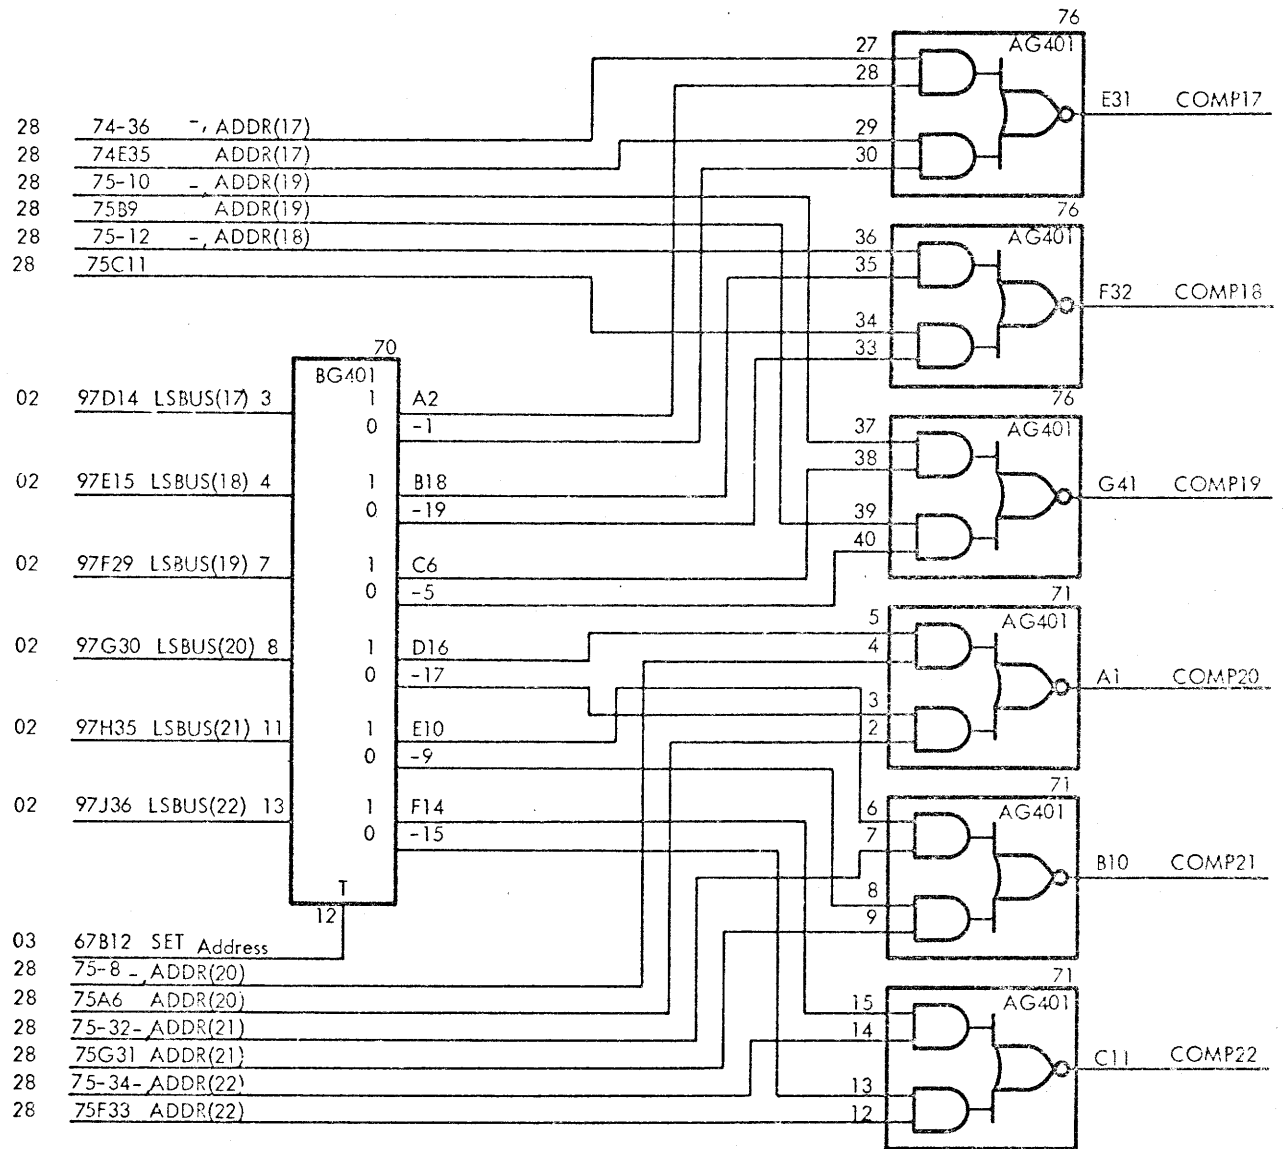 76
AG401
27
28
29
30
E31 COMP17
28 74-36 -, ADDR(17)
28 74E35 ADDR(17)
28 75-10 -, ADDR(19)
28 75B9 ADDR(19)
28 75-12 -, ADDR(18)
28 75C11
76
AG401
36
35
34
33
F32 COMP18
70
BG401
02 97D14 LSBUS(17) 3
1 A2
0 -1
02 97E15 LSBUS(18) 4
1 B18
0 -19
02 97F29 LSBUS(19) 7
1 C6
0 -5
02 97G30 LSBUS(20) 8
1 D16
0 -17
02 97H35 LSBUS(21) 11
1 E10
0 -9
02 97J36 LSBUS(22) 13
1 F14
0 -15
T
12
76
AG401
37
38
39
40
G41 COMP19
71
AG401
5
4
3
2
A1 COMP20
71
AG401
6
7
8
9
B10 COMP21
03 67B12 SET Address
28 75-8 -, ADDR(20)
28 75A6 ADDR(20)
28 75-32-, ADDR(21)
28 75G31 ADDR(21)
28 75-34-, ADDR(22)
28 75F33 ADDR(22)
71
AG401
15
14
13
12
C11 COMP22